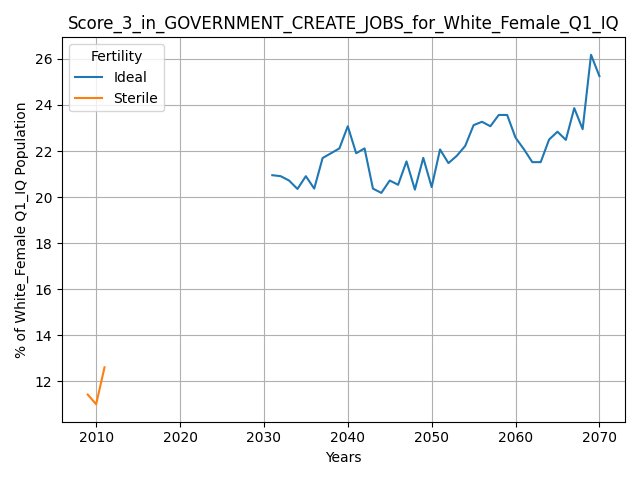 Score_3_in_GOVERNMENT_CREATE_JOBS_for_White_Female_Q1_IQ
Fertility
Ideal
Sterile
% of White_Female Q1_IQ Population
26
24
22
20
18
16
14
12
2010 2020 2030 2040 2050 2060 2070
Years